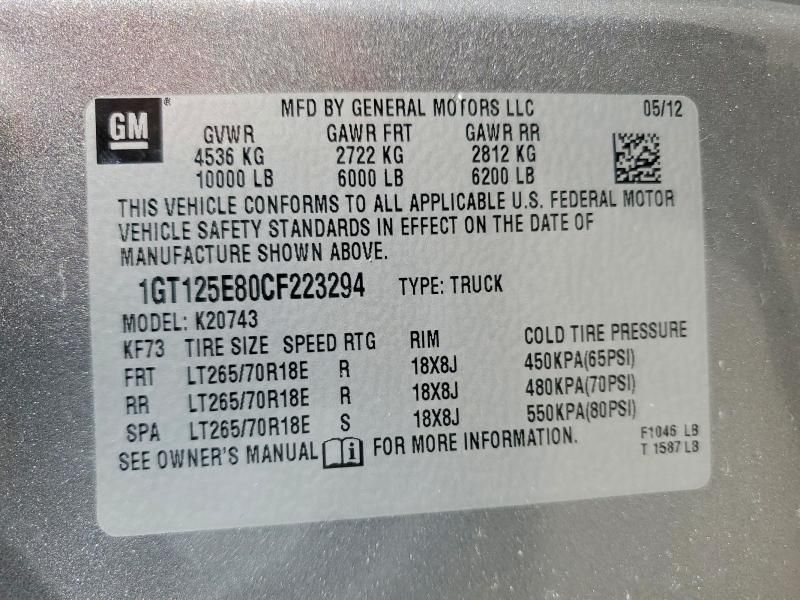 GM ®
MFD BY GENERAL MOTORS LLC 05/12
GVWR GAWR FRT GAWR RR
4536 KG 2722 KG 2812 KG
10000 LB 6000 LB 6200 LB
THIS VEHICLE CONFORMS TO ALL APPLICABLE U.S. FEDERAL MOTOR
VEHICLE SAFETY STANDARDS IN EFFECT ON THE DATE OF
MANUFACTURE SHOWN ABOVE.
1GT125E80CF223294 TYPE: TRUCK
MODEL: K20743
KF73 TIRE SIZE SPEED RTG RIM COLD TIRE PRESSURE
FRT LT265/70R18E R 18X8J 450KPA(65PSI)
RR LT265/70R18E R 18X8J 480KPA(70PSI)
SPA LT265/70R18E S 18X8J 550KPA(80PSI)
SEE OWNER'S MANUAL i FOR MORE INFORMATION.
F1046 LB
T 1587 LB